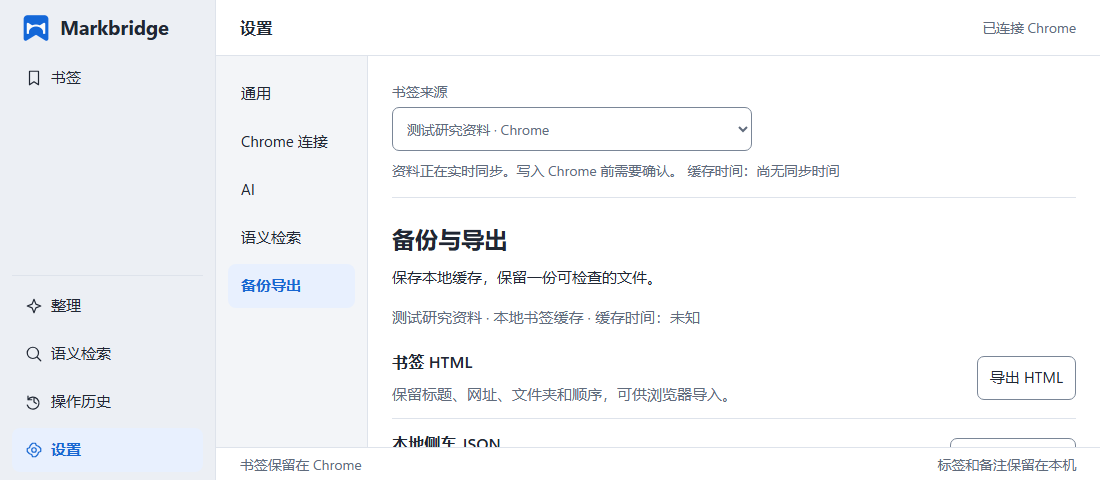 Markbridge
书签
整理
语义检索
操作历史
设置
设置
已连接 Chrome
通用
Chrome 连接
AI
语义检索
备份导出
书签来源
测试研究资料 · Chrome
资料正在实时同步。写入 Chrome 前需要确认。 缓存时间：尚无同步时间
备份与导出
保存本地缓存，保留一份可检查的文件。
测试研究资料 · 本地书签缓存 · 缓存时间：未知
书签 HTML
保留标题、网址、文件夹和顺序，可供浏览器导入。
导出 HTML
本地侧车 JSON
书签保留在 Chrome
标签和备注保留在本机